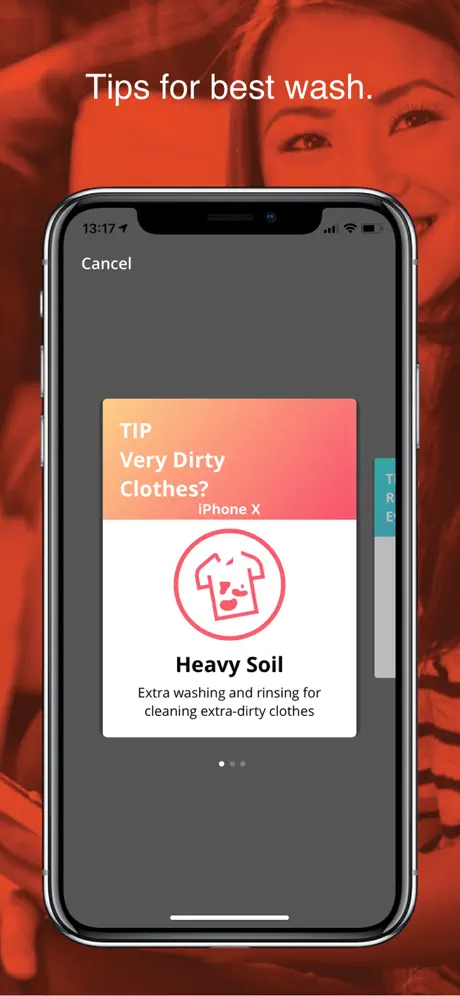 Tips for best wash.
13:17
Cancel
TIP
Very Dirty
Clothes?
iPhone X
Heavy Soil
Extra washing and rinsing for
cleaning extra-dirty clothes